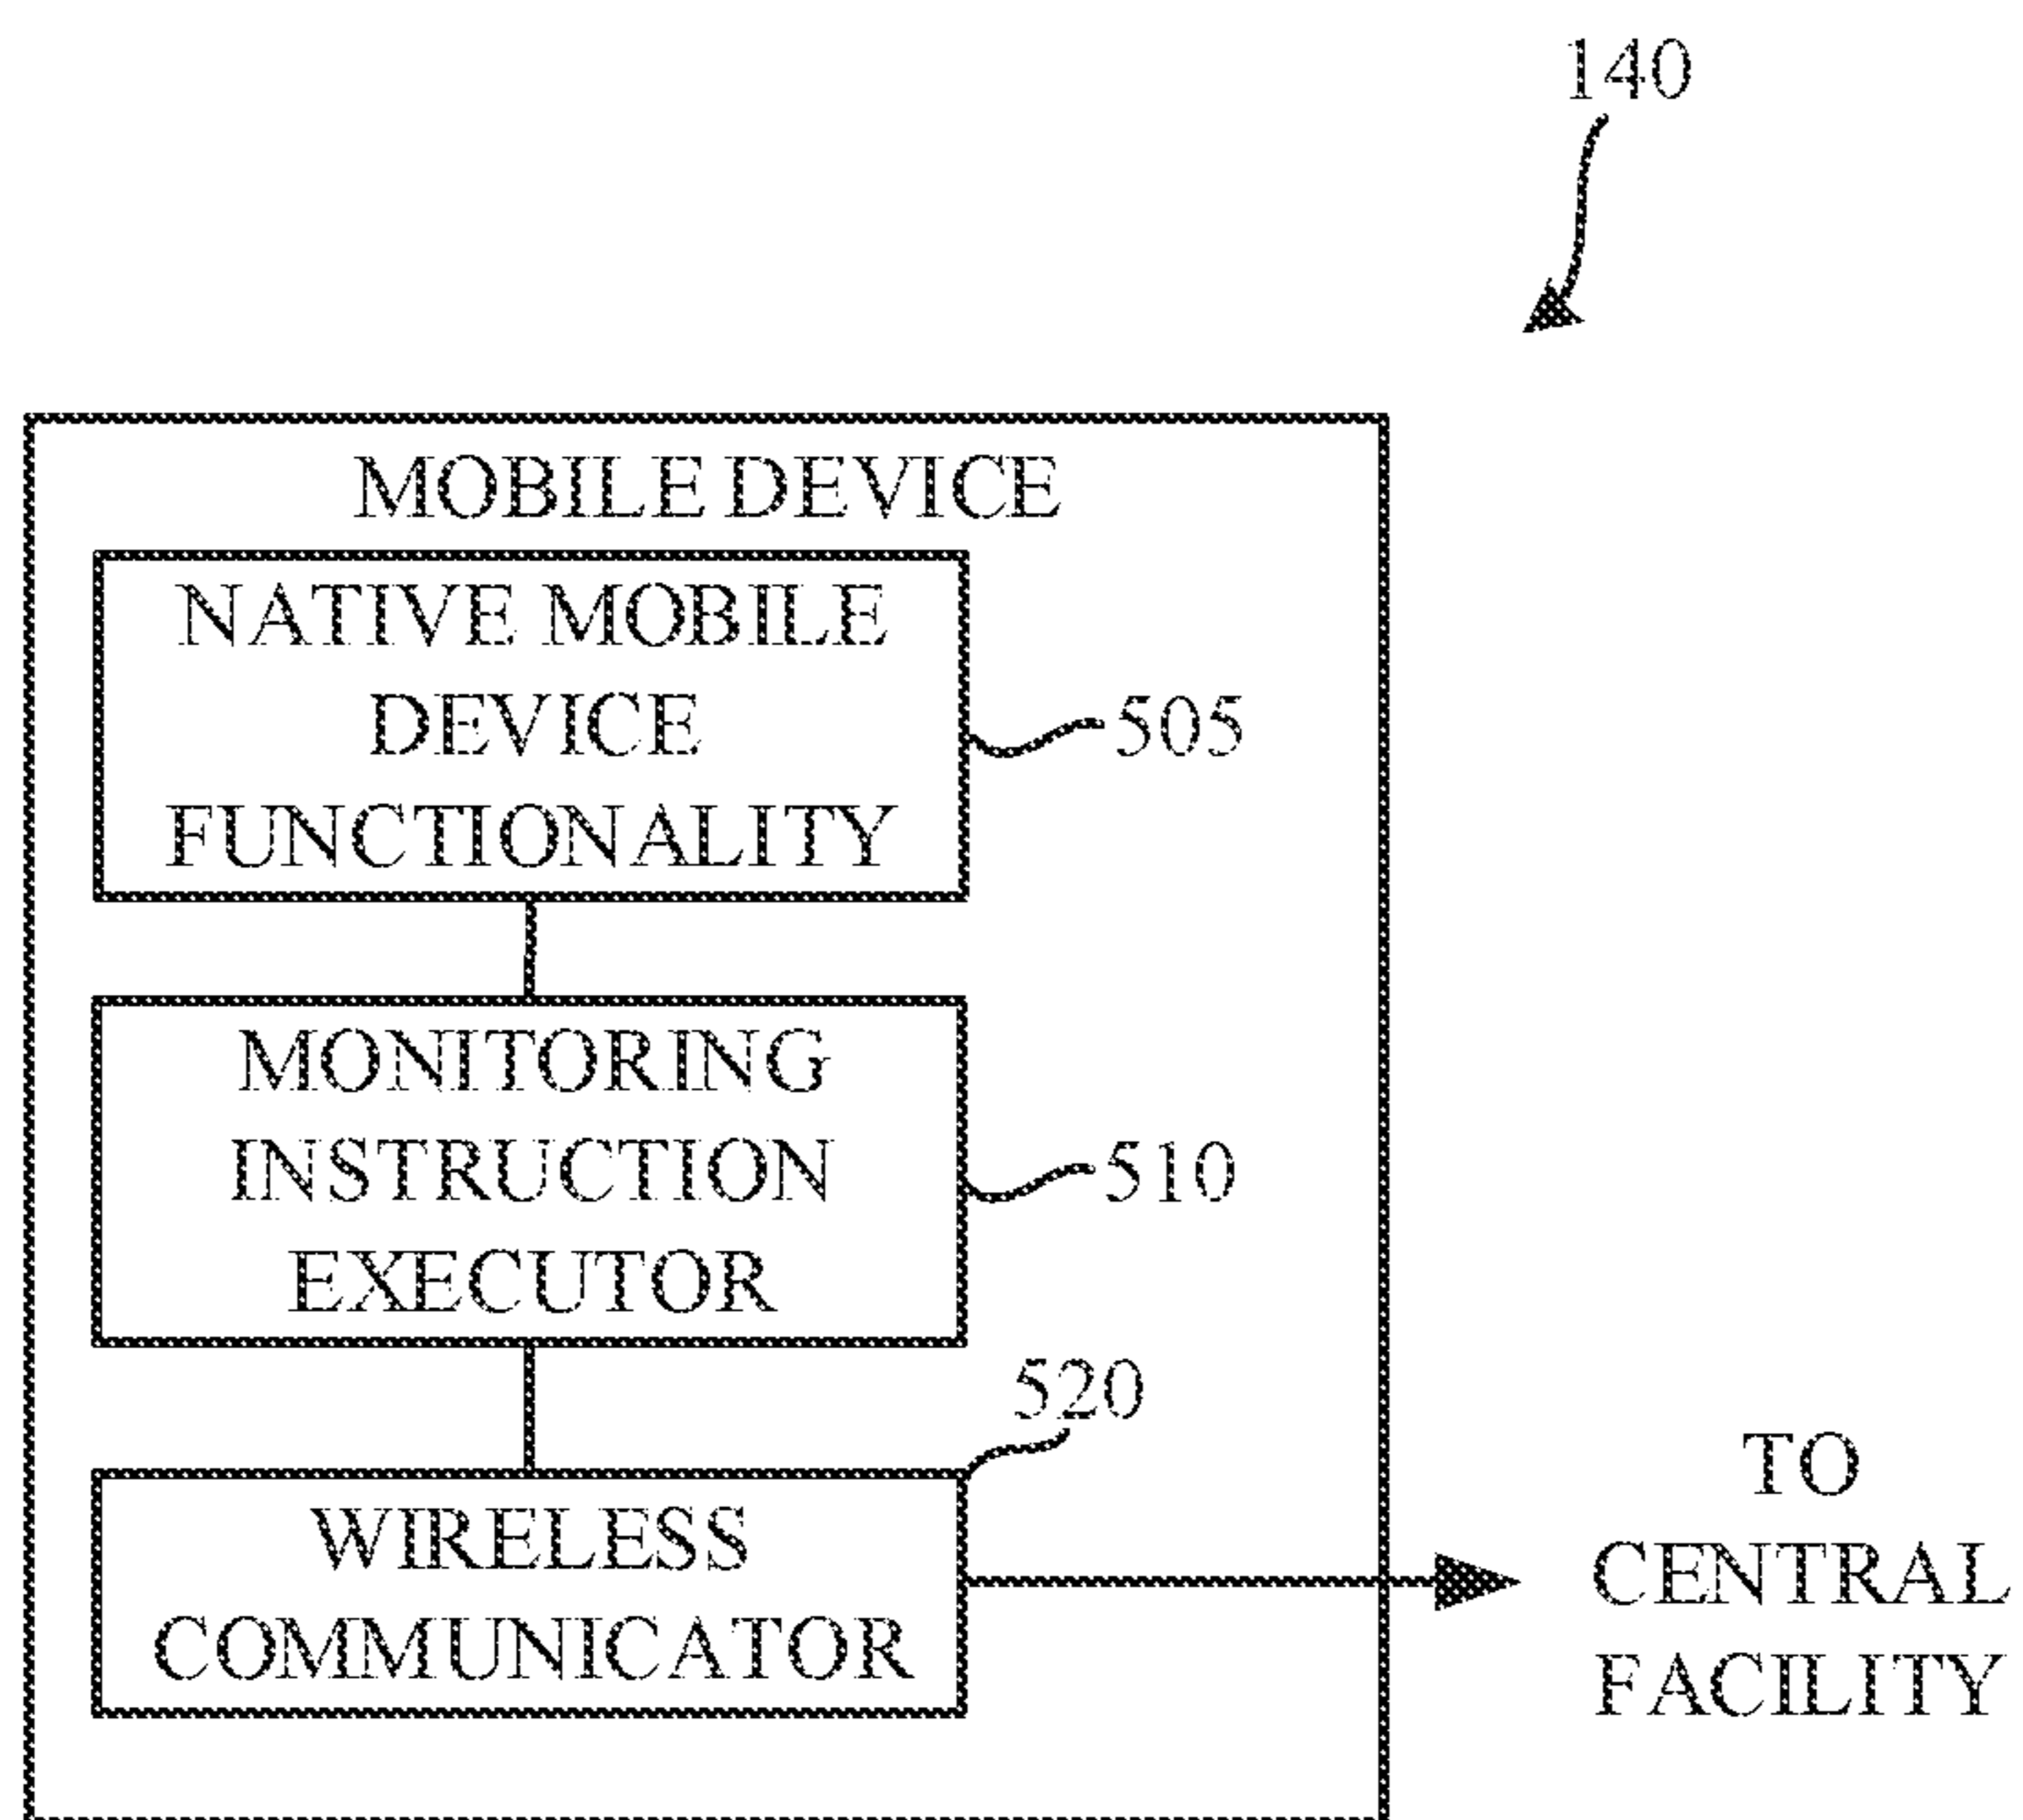 140
MOBILE DEVICE
NATIVE MOBILE
DEVICE
FUNCTIONALITY
505
MONITORING
INSTRUCTION
EXECUTOR
510
520
WIRELESS
COMMUNICATOR
TO
CENTRAL
FACILITY